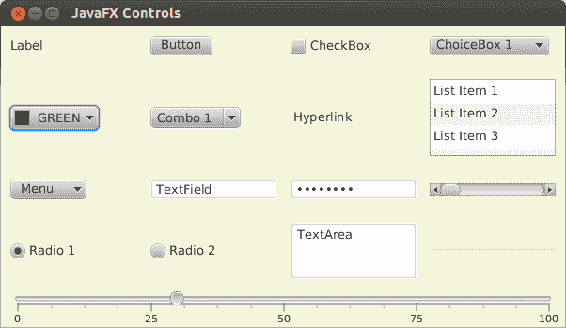 JavaFX Controls
Label Button CheckBox ChoiceBox 1
GREEN Combo 1 Hyperlink
List Item 1
List Item 2
List Item 3
Menu TextField ••••••••
Radio 1 Radio 2 TextArea
0 25 50 75 100